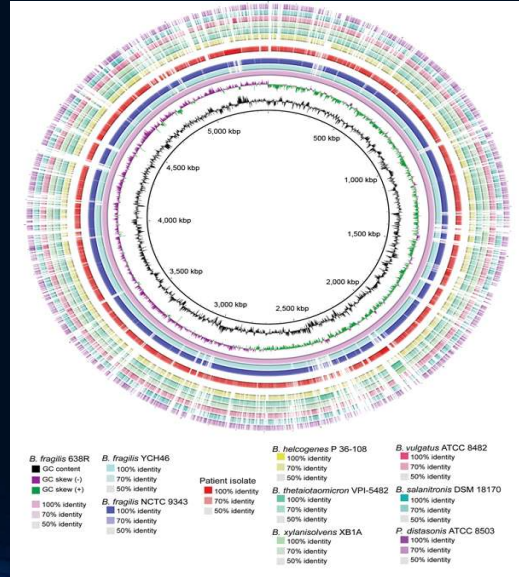 5,000 kbp
500
4,500 kbp
1,000 kbp
4,000 kbp
1,500 kbp
3,500 kbp
2,000 kbp
3,000 kbp
2,500 kbp
B. fragilis 638R
GC content
GC skew (-)
GC skew (+)
100% identity
70% identity
50% identity
B. fragilis YCH46
100% identity
70% identity
50% identity
B. fragilis NCTC 9343
100% identity
70% identity
50% identity
Patient isolate
100% identity
70% identity
50% identity
B. helcogenes P 36-108
100% identity
70% identity
50% identity
B. thetaiotaomicron VPI-5482
100% identity
70% identity
50% identity
B. xylanisolvens XB1A
100% identity
70% identity
50% identity
B. vulgatus ATCC 8482
100% identity
70% identity
50% identity
B. salanitronis DSM 18170
100% identity
70% identity
50% identity
P. distasonis ATCC 8503
100% identity
70% identity
50% identity